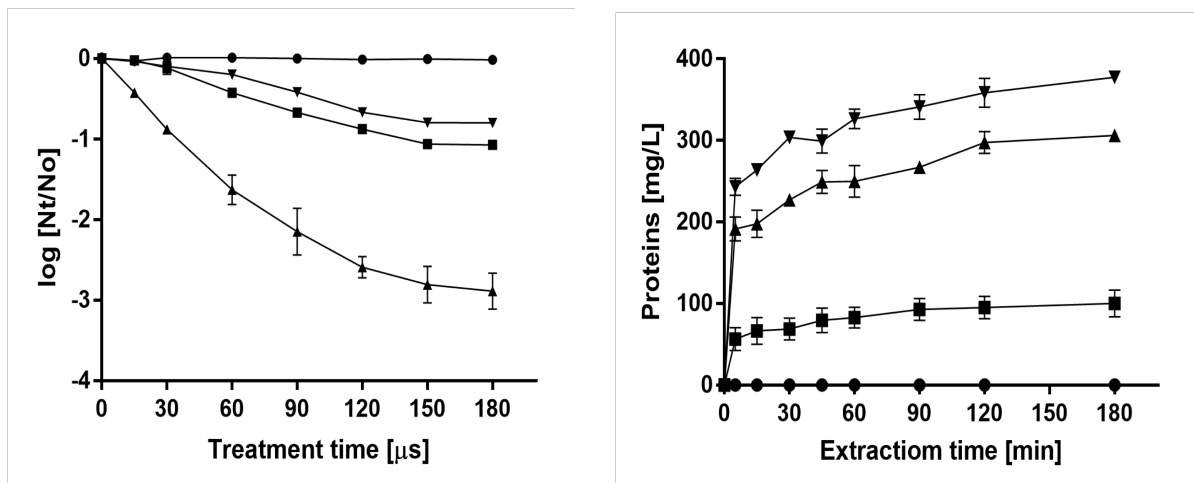 0
-1
-2
-3
-4
log [Nt/No]
0 30 60 90 120 150 180
Treatment time [μs]
400
300
200
100
0
Proteins [mg/L]
0 30 60 90 120 150 180
Extractiom time [min]